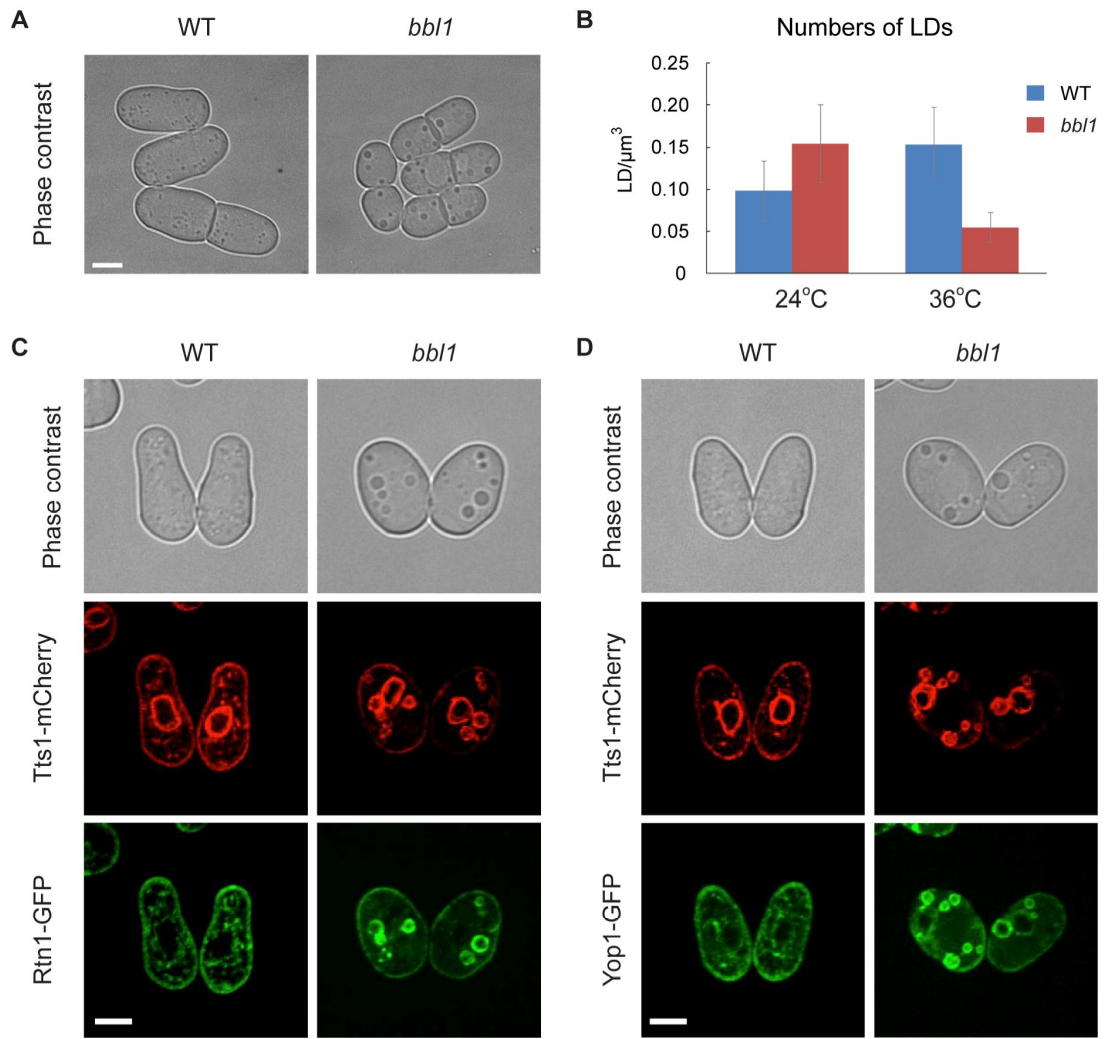 A
WT
bbl1
Phase contrast
B
Numbers of LDs
LD/µm³
0.25
0.20
0.15
0.10
0.05
0
24°C
36°C
WT
bbl1
C
WT
bbl1
Phase contrast
Tts1-mCherry
Rtn1-GFP
D
WT
bbl1
Phase contrast
Tts1-mCherry
Yop1-GFP